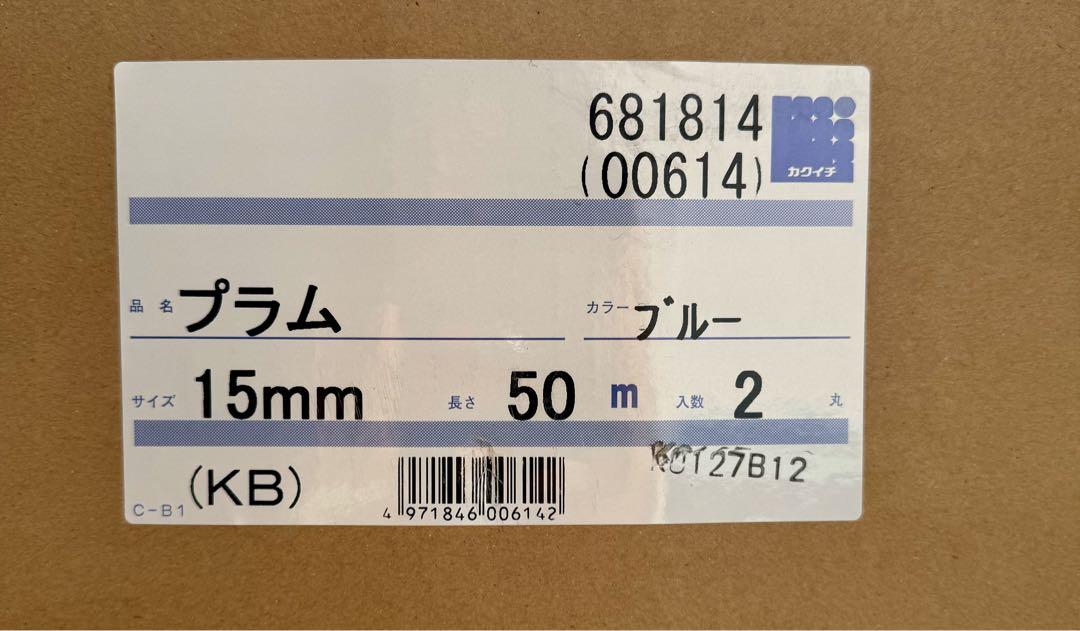 681814
(00614)
カクイチ
品 名 プラム カラー ブルー
サイズ 15mm 長さ 50 m 入数 2 丸
(KB)
C-B1
4 971846 006142